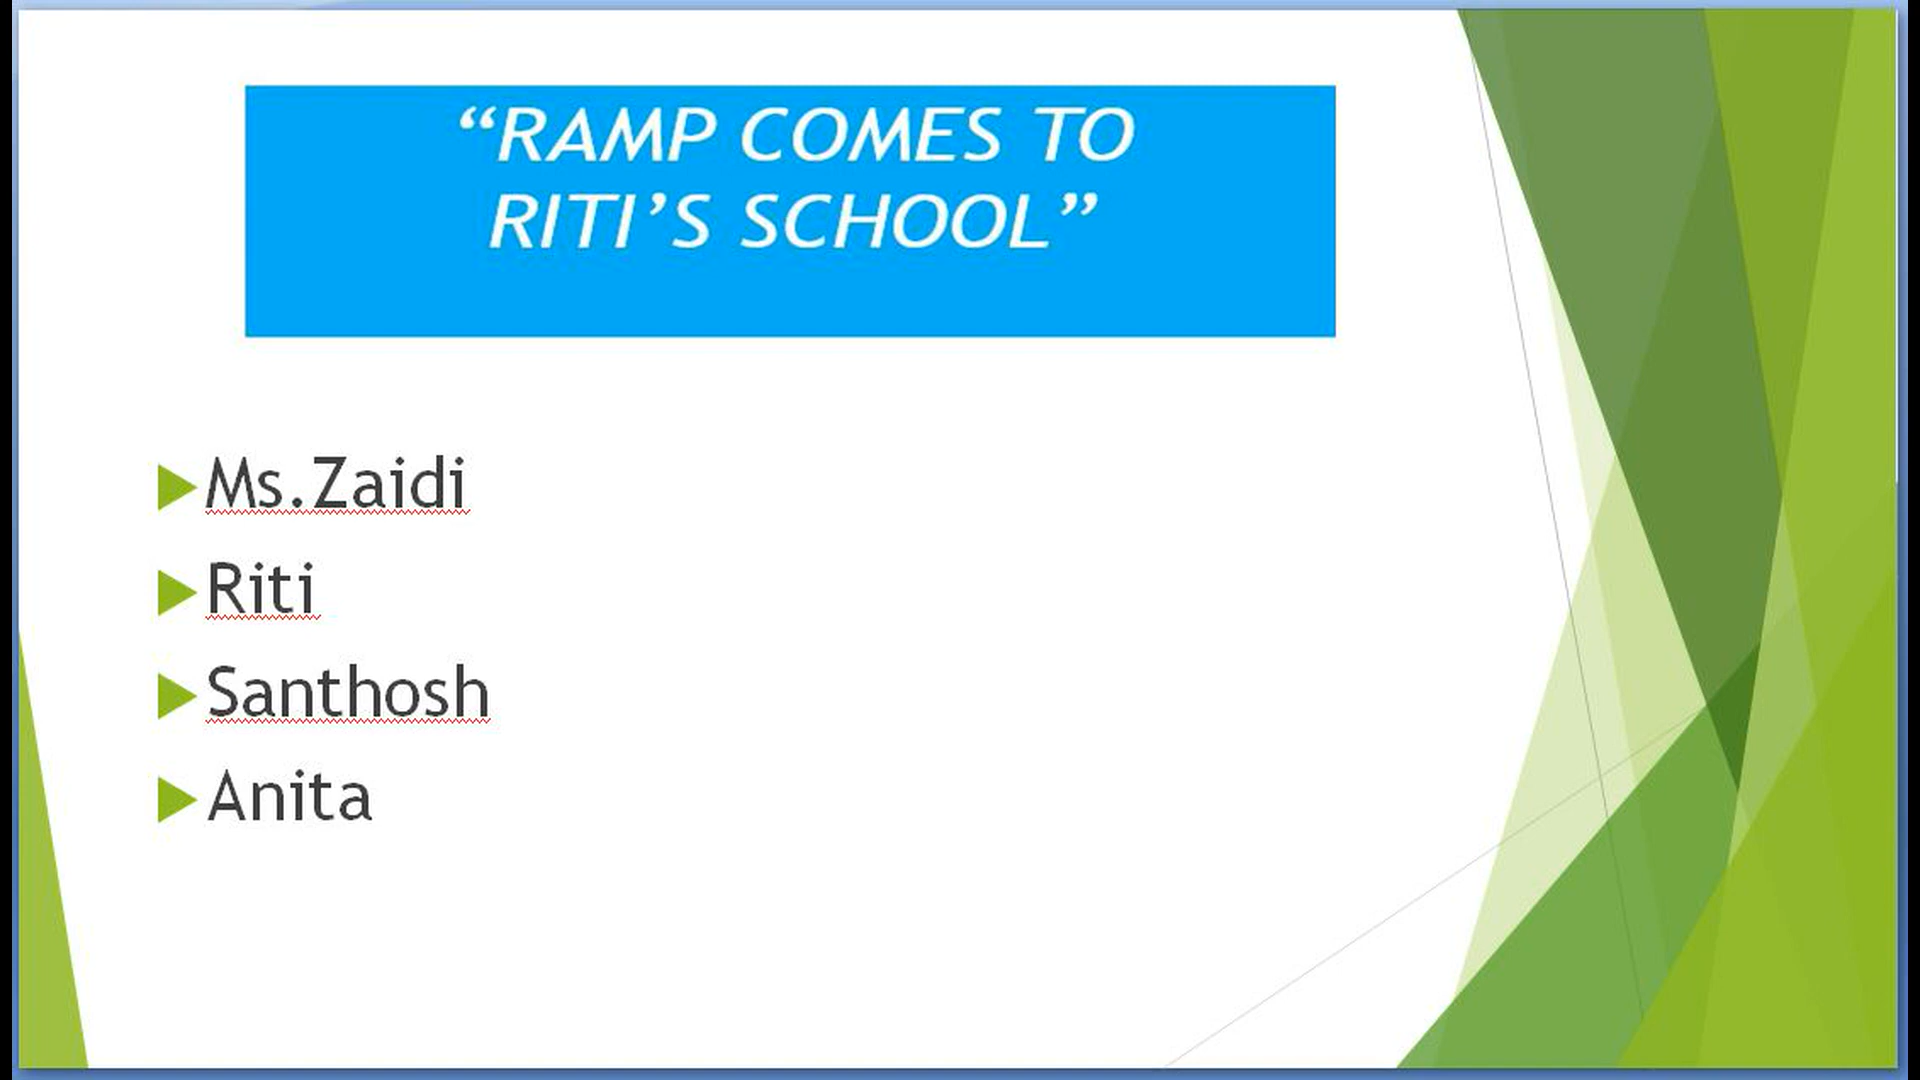 “RAMP COMES TO
RITI’S SCHOOL”
Ms.Zaidi
Riti
Santhosh
Anita